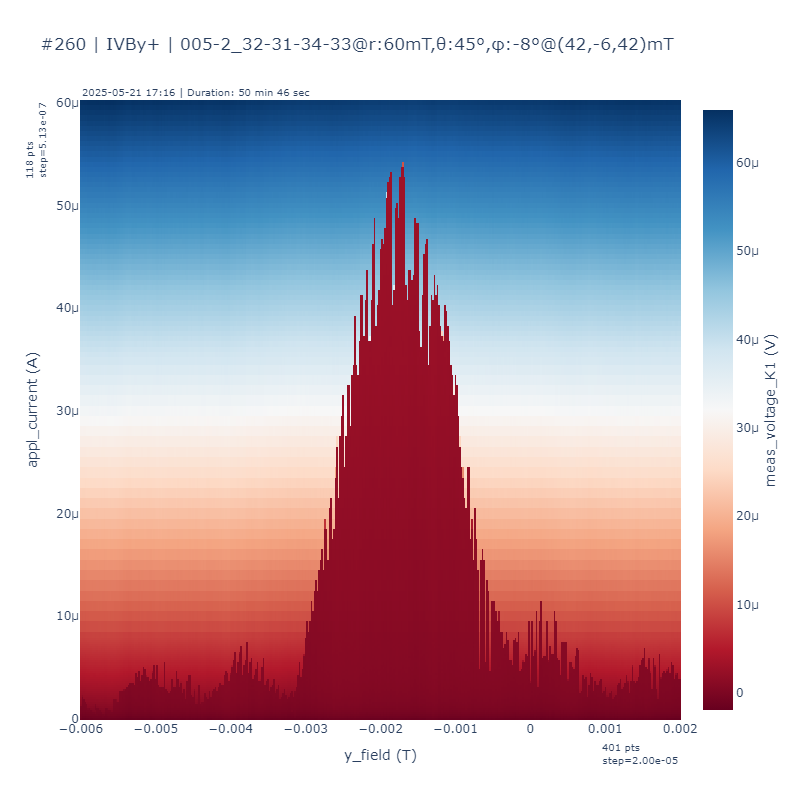 #260 | IVBy+ | 005-2_32-31-34-33@r:60mT,θ:45°,φ:-8°@(42,-6,42)mT
2025-05-21 17:16 | Duration: 50 min 46 sec
118 pts
step=5.13e-07
60μ
50μ
40μ
30μ
20μ
10μ
0
appl_current (A)
−0.006
−0.005
−0.004
−0.003
−0.002
−0.001
0
0.001
0.002
y_field (T)
401 pts
step=2.00e-05
60μ
50μ
40μ
30μ
20μ
10μ
0
meas_voltage_K1 (V)